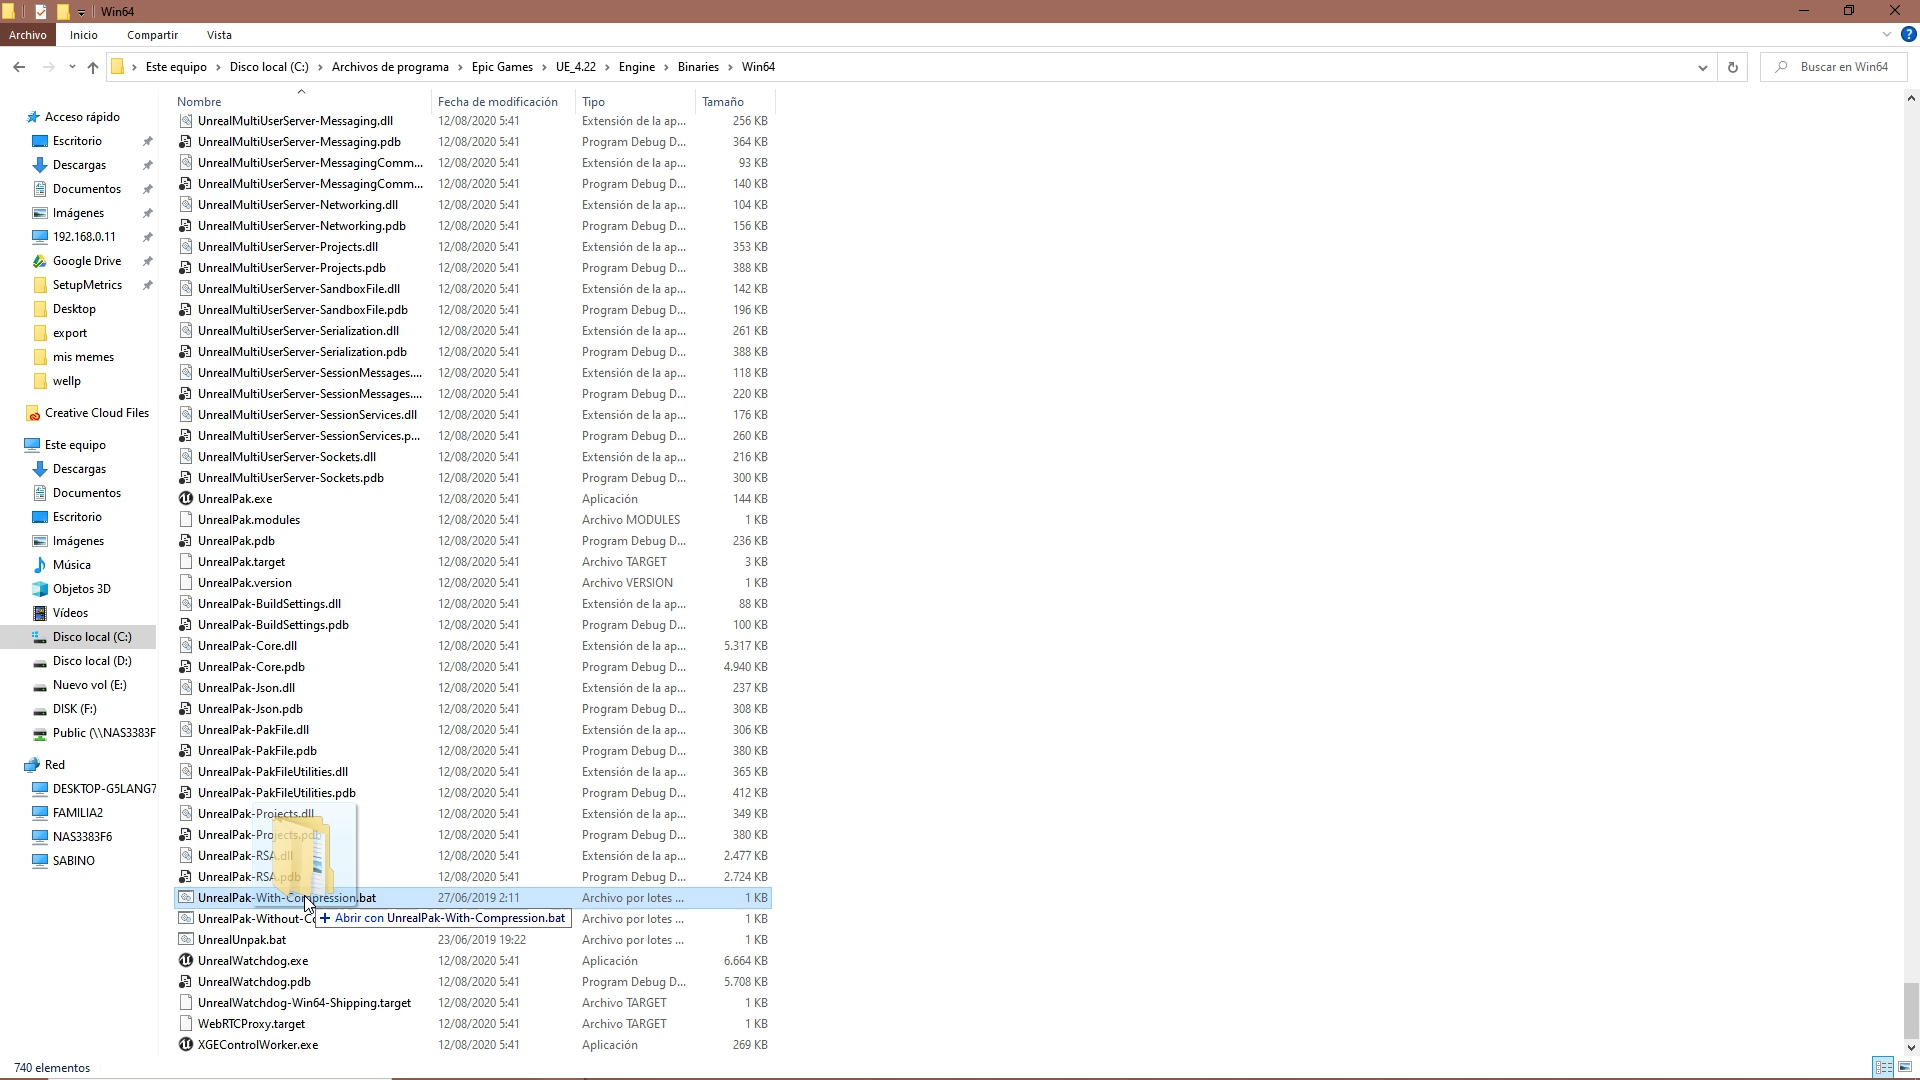 Win64
Archivo Inicio Compartir Vista
Este equipo > Disco local (C:) > Archivos de programa > Epic Games > UE_4.22 > Engine > Binaries > Win64
Buscar en Win64
Nombre Fecha de modificación Tipo Tamaño
Acceso rápido
Escritorio
Descargas
Documentos
Imágenes
192.168.0.11
Google Drive
SetupMetrics
Desktop
export
mis memes
wellp
Creative Cloud Files
Este equipo
Descargas
Documentos
Escritorio
Imágenes
Música
Objetos 3D
Vídeos
Disco local (C:)
Disco local (D:)
Nuevo vol (E:)
DISK (F:)
Public (\\NAS3383F
Red
DESKTOP-G5LANG7
FAMILIA2
NAS3383F6
SABINO
UnrealMultiUserServer-Messaging.dll 12/08/2020 5:41 Extensión de la ap... 256 KB
UnrealMultiUserServer-Messaging.pdb 12/08/2020 5:41 Program Debug D... 364 KB
UnrealMultiUserServer-MessagingComm... 12/08/2020 5:41 Extensión de la ap... 93 KB
UnrealMultiUserServer-MessagingComm... 12/08/2020 5:41 Program Debug D... 140 KB
UnrealMultiUserServer-Networking.dll 12/08/2020 5:41 Extensión de la ap... 104 KB
UnrealMultiUserServer-Networking.pdb 12/08/2020 5:41 Program Debug D... 156 KB
UnrealMultiUserServer-Projects.dll 12/08/2020 5:41 Extensión de la ap... 353 KB
UnrealMultiUserServer-Projects.pdb 12/08/2020 5:41 Program Debug D... 388 KB
UnrealMultiUserServer-SandboxFile.dll 12/08/2020 5:41 Extensión de la ap... 142 KB
UnrealMultiUserServer-SandboxFile.pdb 12/08/2020 5:41 Program Debug D... 196 KB
UnrealMultiUserServer-Serialization.dll 12/08/2020 5:41 Extensión de la ap... 261 KB
UnrealMultiUserServer-Serialization.pdb 12/08/2020 5:41 Program Debug D... 388 KB
UnrealMultiUserServer-SessionMessages.... 12/08/2020 5:41 Extensión de la ap... 118 KB
UnrealMultiUserServer-SessionMessages.... 12/08/2020 5:41 Program Debug D... 220 KB
UnrealMultiUserServer-SessionServices.dll 12/08/2020 5:41 Extensión de la ap... 176 KB
UnrealMultiUserServer-SessionServices.p... 12/08/2020 5:41 Program Debug D... 260 KB
UnrealMultiUserServer-Sockets.dll 12/08/2020 5:41 Extensión de la ap... 216 KB
UnrealMultiUserServer-Sockets.pdb 12/08/2020 5:41 Program Debug D... 300 KB
UnrealPak.exe 12/08/2020 5:41 Aplicación 144 KB
UnrealPak.modules 12/08/2020 5:41 Archivo MODULES 1 KB
UnrealPak.pdb 12/08/2020 5:41 Program Debug D... 236 KB
UnrealPak.target 12/08/2020 5:41 Archivo TARGET 3 KB
UnrealPak.version 12/08/2020 5:41 Archivo VERSION 1 KB
UnrealPak-BuildSettings.dll 12/08/2020 5:41 Extensión de la ap... 88 KB
UnrealPak-BuildSettings.pdb 12/08/2020 5:41 Program Debug D... 100 KB
UnrealPak-Core.dll 12/08/2020 5:41 Extensión de la ap... 5.317 KB
UnrealPak-Core.pdb 12/08/2020 5:41 Program Debug D... 4.940 KB
UnrealPak-Json.dll 12/08/2020 5:41 Extensión de la ap... 237 KB
UnrealPak-Json.pdb 12/08/2020 5:41 Program Debug D... 308 KB
UnrealPak-PakFile.dll 12/08/2020 5:41 Extensión de la ap... 306 KB
UnrealPak-PakFile.pdb 12/08/2020 5:41 Program Debug D... 380 KB
UnrealPak-PakFileUtilities.dll 12/08/2020 5:41 Extensión de la ap... 365 KB
UnrealPak-PakFileUtilities.pdb 12/08/2020 5:41 Program Debug D... 412 KB
UnrealPak-Projects.dll 12/08/2020 5:41 Extensión de la ap... 349 KB
UnrealPak-Projects.pdb 12/08/2020 5:41 Program Debug D... 380 KB
UnrealPak-RSA.dll 12/08/2020 5:41 Extensión de la ap... 2.477 KB
UnrealPak-RSA.pdb 12/08/2020 5:41 Program Debug D... 2.724 KB
UnrealPak-With-Compression.bat 27/06/2019 2:11 Archivo por lotes ... 1 KB
UnrealPak-Without-Co + Abrir con UnrealPak-With-Compression.bat Archivo por lotes ... 1 KB
UnrealUnpak.bat 23/06/2019 19:22 Archivo por lotes ... 1 KB
UnrealWatchdog.exe 12/08/2020 5:41 Aplicación 6.664 KB
UnrealWatchdog.pdb 12/08/2020 5:41 Program Debug D... 5.708 KB
UnrealWatchdog-Win64-Shipping.target 12/08/2020 5:41 Archivo TARGET 1 KB
WebRTCProxy.target 12/08/2020 5:41 Archivo TARGET 1 KB
XGEControlWorker.exe 12/08/2020 5:41 Aplicación 269 KB
740 elementos